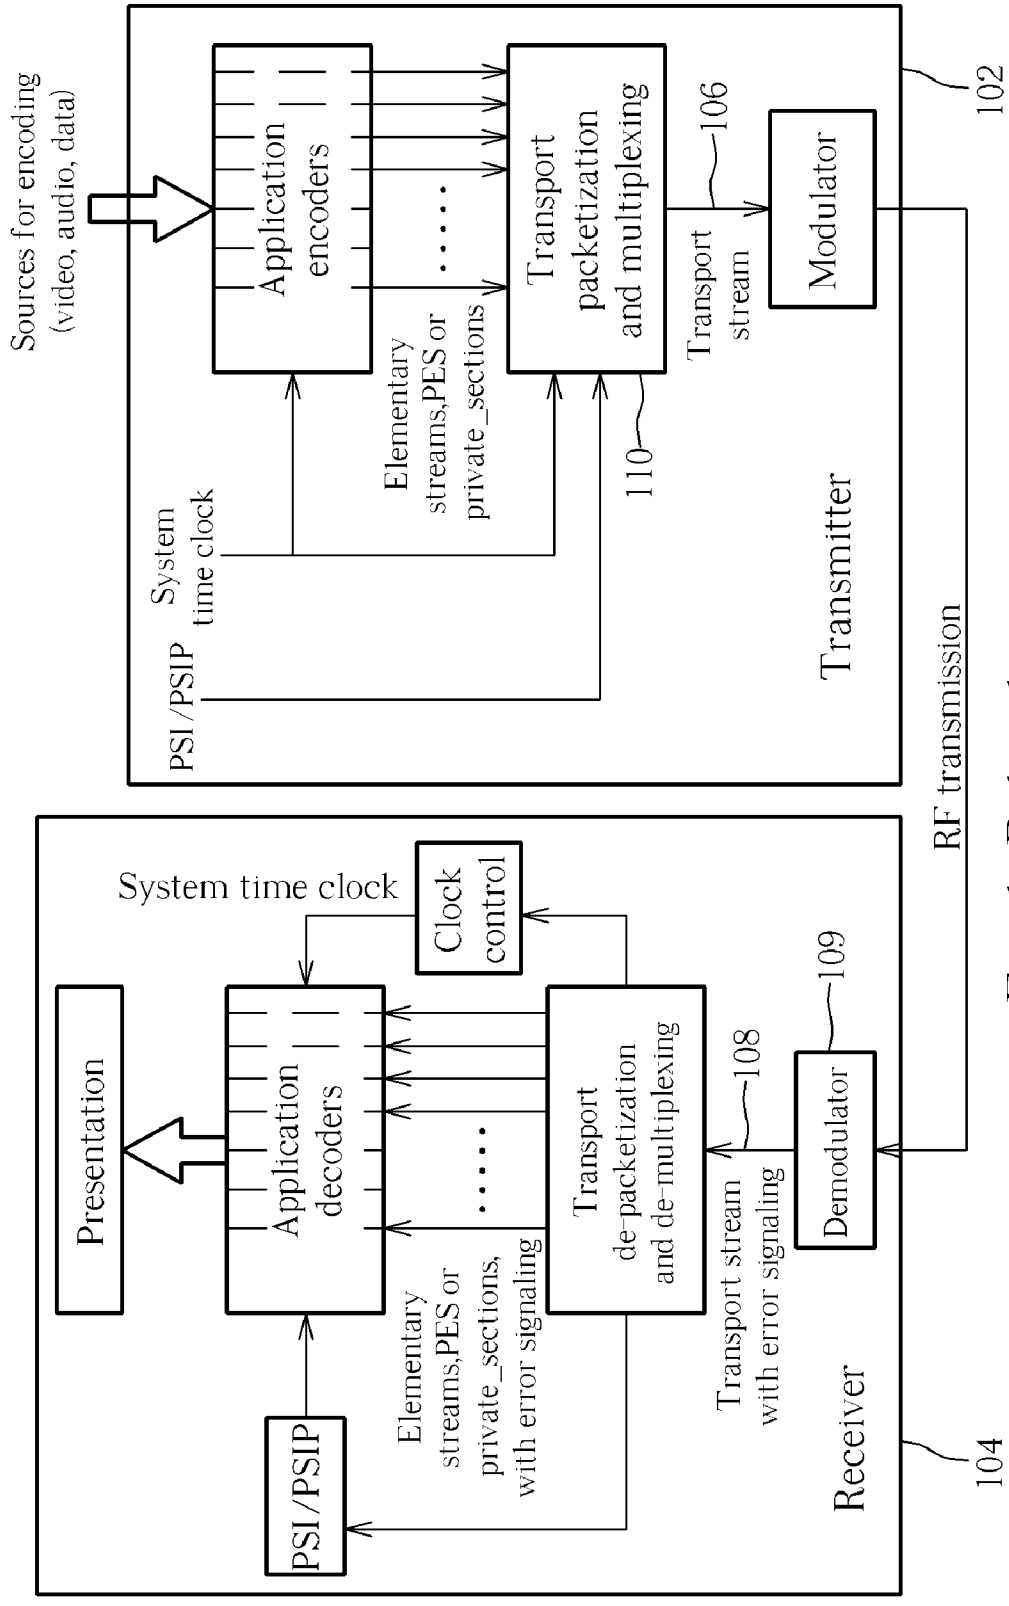 Sources for encoding
(video, audio, data)
PSI/PSIP
System
time clock
Application
encoders
Elementary
streams,PES or
private_sections
Transport
packetization
and multiplexing
110
Transport
stream
106
Modulator
Transmitter
102
RF transmission
Presentation
System time clock
PSI/PSIP
Application
decoders
Clock
control
Elementary
streams,PES or
private_sections,
with error signaling
Transport
de-packetization
and de-multiplexing
Transport stream
with error signaling
108
Demodulator
109
Receiver
104